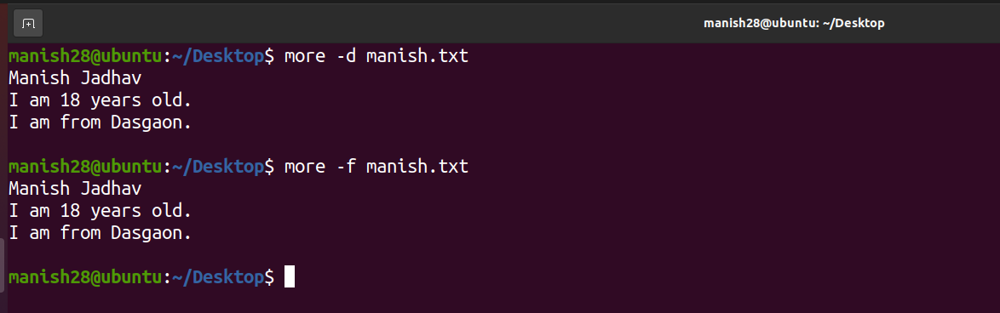 manish28@ubuntu: ~/Desktop
manish28@ubuntu:~/Desktop$ more -d manish.txt
Manish Jadhav
I am 18 years old.
I am from Dasgaon.
manish28@ubuntu:~/Desktop$ more -f manish.txt
Manish Jadhav
I am 18 years old.
I am from Dasgaon.
manish28@ubuntu:~/Desktop$